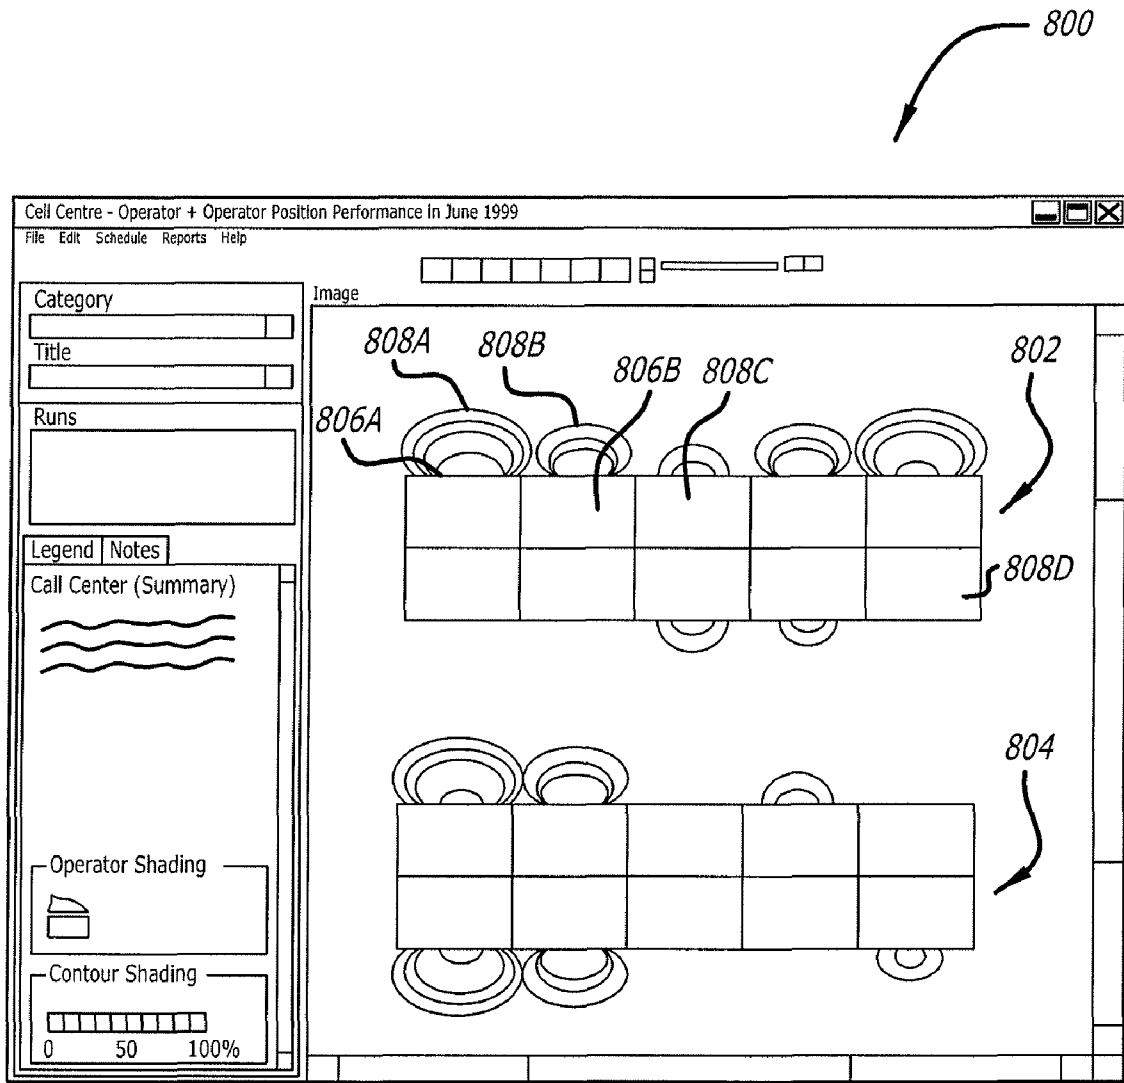 800
Cell Centre - Operator + Operator Position Performance in June 1999
File Edit Schedule Reports Help
Category
Title
Runs
Legend Notes
Call Center (Summary)
Operator Shading
Contour Shading
0 50 100%
Image
808A 808B 806B 808C 802
806A
808D
804